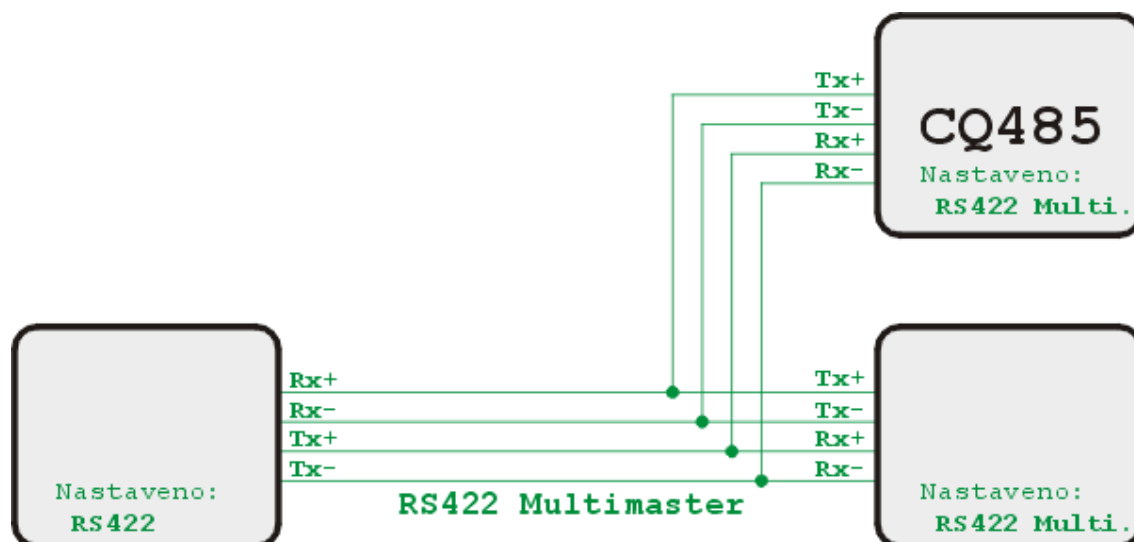 Tx+
Tx-
Rx+
Rx-
CQ485
Nastaveno:
RS422 Multi.
Rx+
Rx-
Tx+
Tx-
Tx+
Tx-
Rx+
Rx-
Nastaveno:
RS422
RS422 Multimaster
Nastaveno:
RS422 Multi.